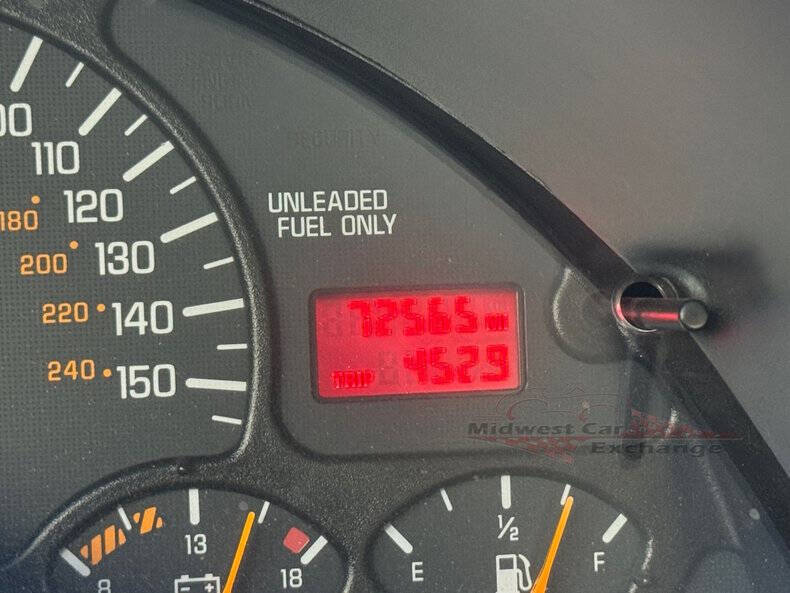 00
110
120
130
140
150
180
200
220
240
UNLEADED
FUEL ONLY
72565 mi
TRIP 4529
Midwest Car
Exchange
8
13
18
E
1/2
F